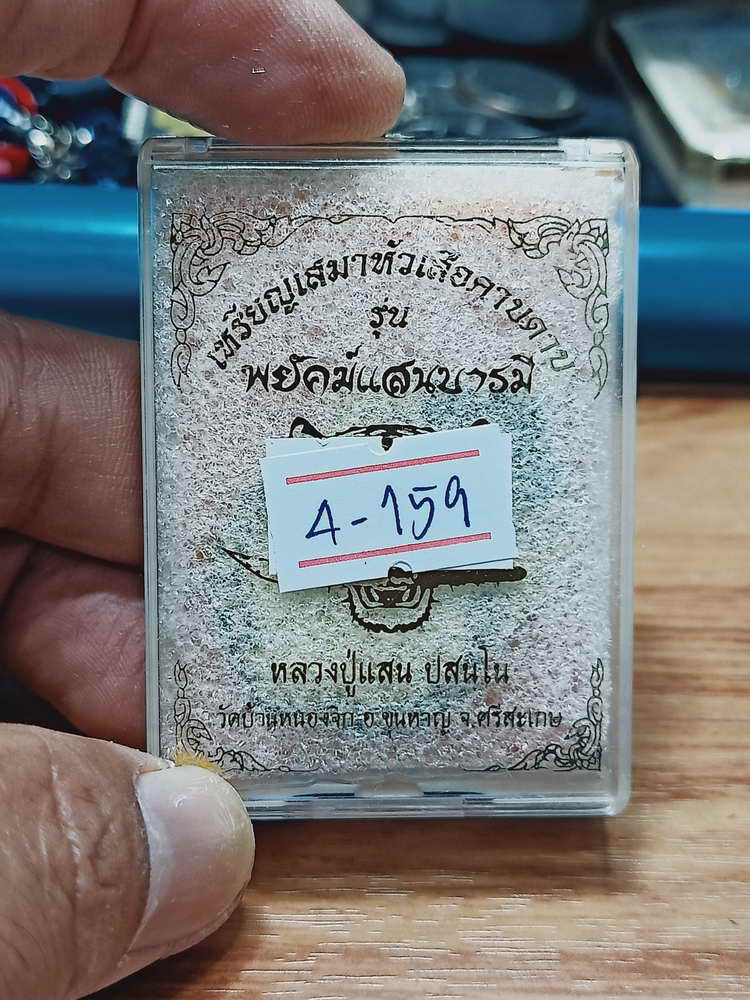 เหรียญเสมาหัวเสือคาบดาบ
รุ่น
พยัคฆ์แสนบารมี
4-159
หลวงปู่แสน ปสนฺโน
วัดบ้านหนองจิก อ.ขุนหาญ จ.ศรีสะเกษ